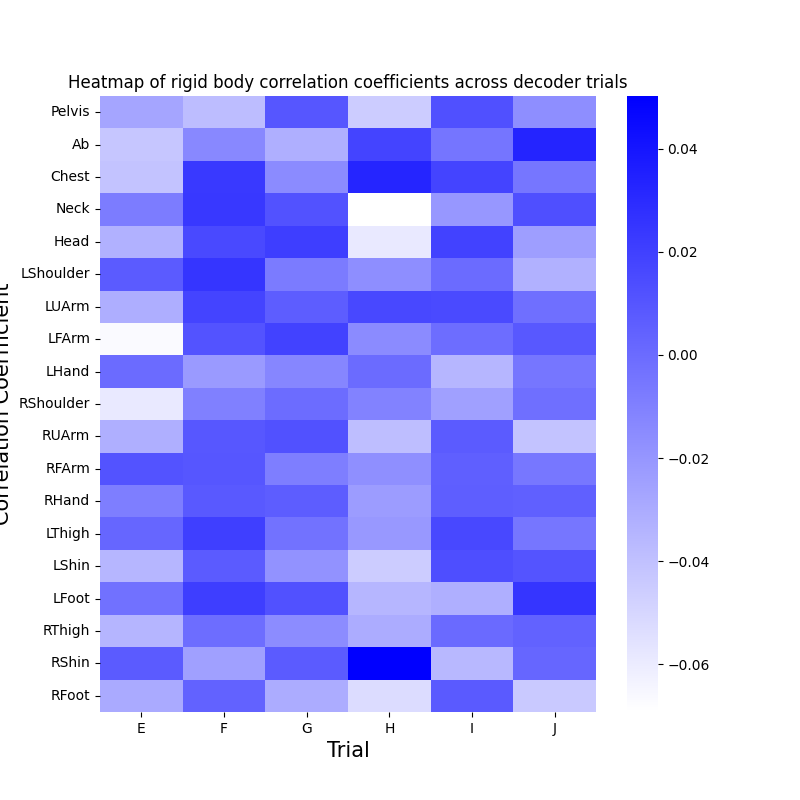 Heatmap of rigid body correlation coefficients across decoder trials
Pelvis
Ab
Chest
Neck
Head
LShoulder
LUArm
LFArm
LHand
RShoulder
RUArm
RFArm
RHand
LThigh
LShin
LFoot
RThigh
RShin
RFoot
Correlation Coefficient
E F G H I J
Trial
0.04
0.02
0.00
−0.02
−0.04
−0.06